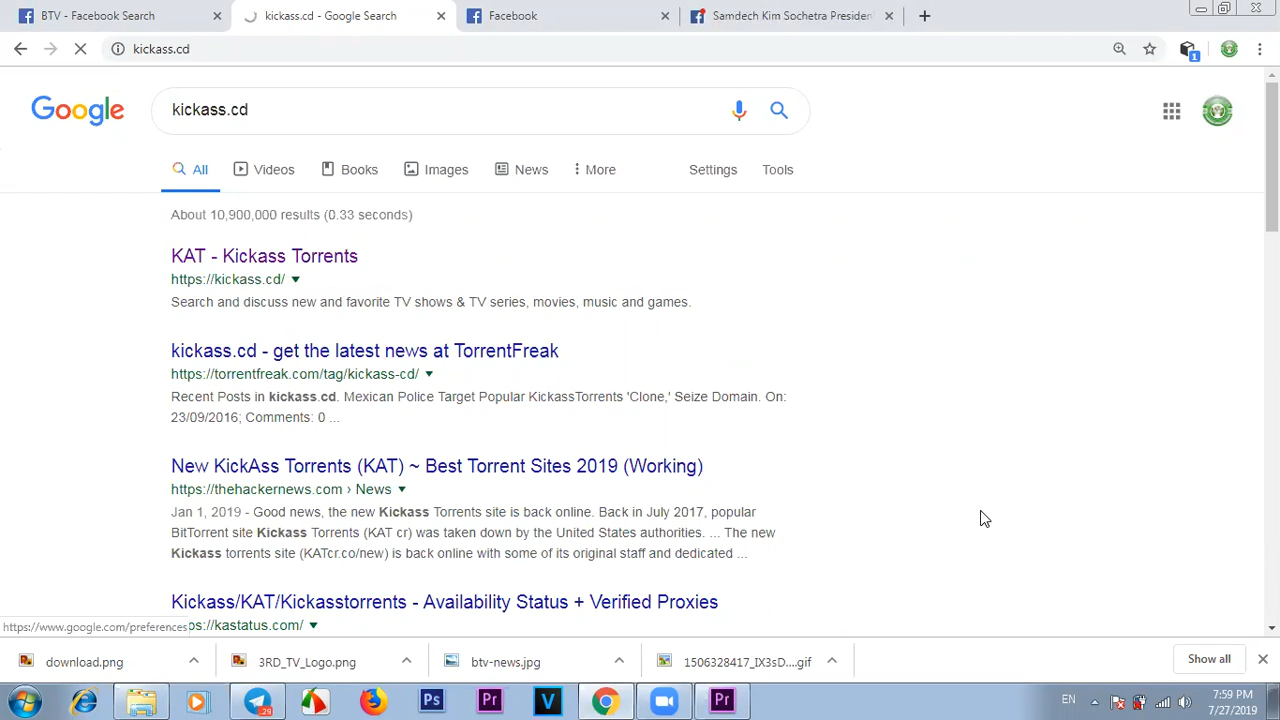 BTV - Facebook Search
kickass.cd - Google Search
Facebook
Samdech Kim Sochetra Presiden
kickass.cd
1
Google
kickass.cd
All
Videos
Books
Images
News
More
Settings
Tools
About 10,900,000 results (0.33 seconds)
KAT - Kickass Torrents
https://kickass.cd/
Search and discuss new and favorite TV shows & TV series, movies, music and games.
kickass.cd - get the latest news at TorrentFreak
https://torrentfreak.com/tag/kickass-cd/
Recent Posts in kickass.cd. Mexican Police Target Popular KickassTorrents 'Clone,' Seize Domain. On:
23/09/2016; Comments: 0 ...
New KickAss Torrents (KAT) ~ Best Torrent Sites 2019 (Working)
https://thehackernews.com › News
Jan 1, 2019 - Good news, the new Kickass Torrents site is back online. Back in July 2017, popular
BitTorrent site Kickass Torrents (KAT cr) was taken down by the United States authorities. ... The new
Kickass torrents site (KATcr.co/new) is back online with some of its original staff and dedicated ...
Kickass/KAT/Kickasstorrents - Availability Status + Verified Proxies
https://www.google.com/preferences
ps://kastatus.com/
download.png
3RD_TV_Logo.png
btv-news.jpg
1506328417_IX3sD....gif
Show all
29
Ps
Pr
V
Pr
EN
7:59 PM
7/27/2019